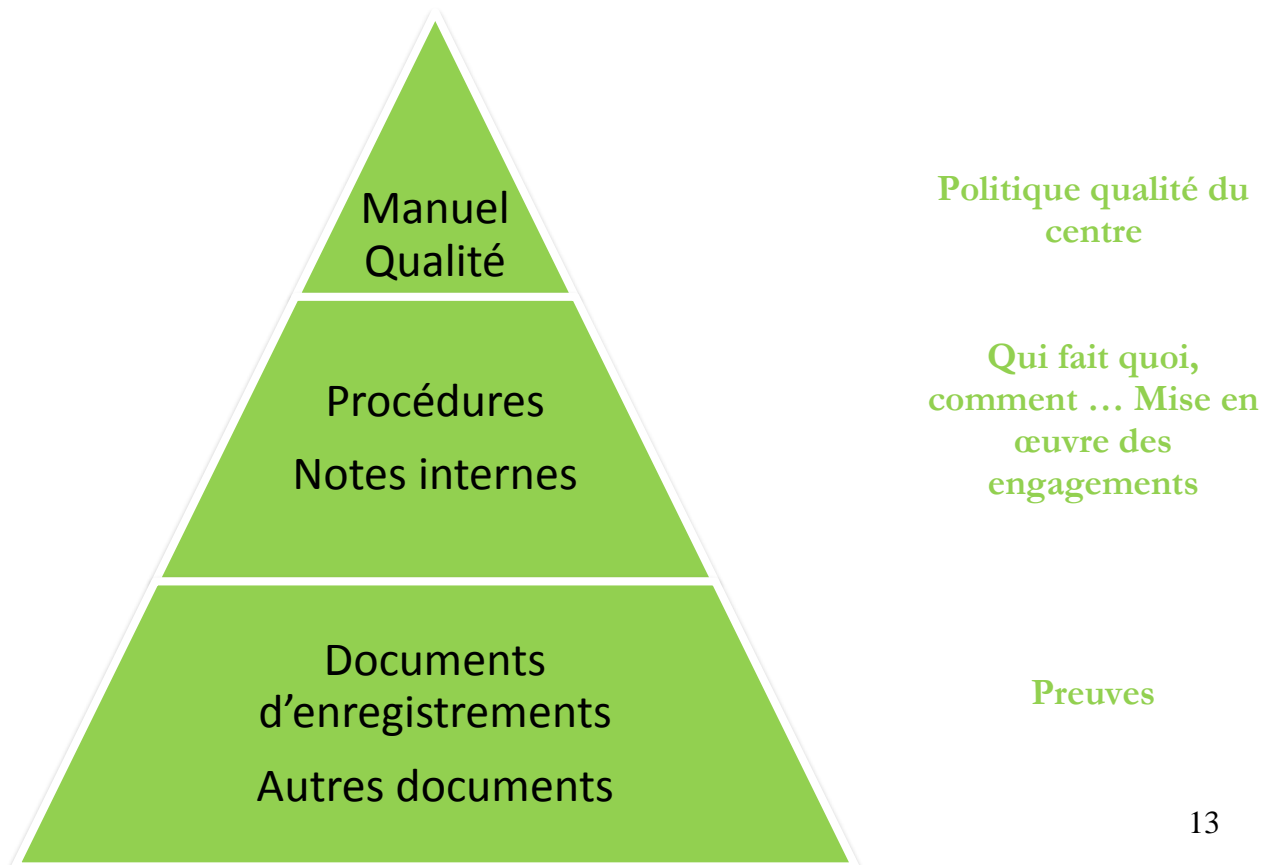 Manuel
Qualité
Politique qualité du
centre
Procédures
Notes internes
Qui fait quoi,
comment … Mise en
œuvre des
engagements
Documents
d’enregistrements
Autres documents
Preuves
13